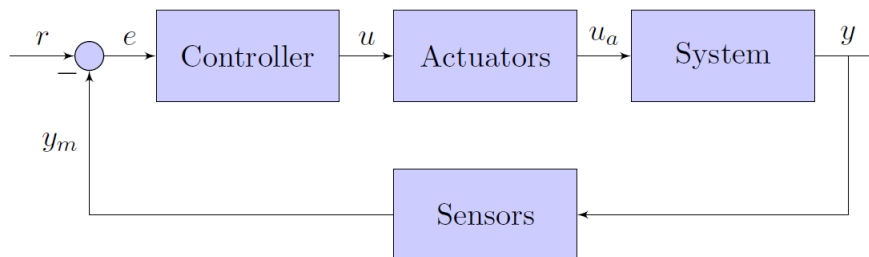 r
e
Controller
u
Actuators
u_a
System
y
−
y_m
Sensors